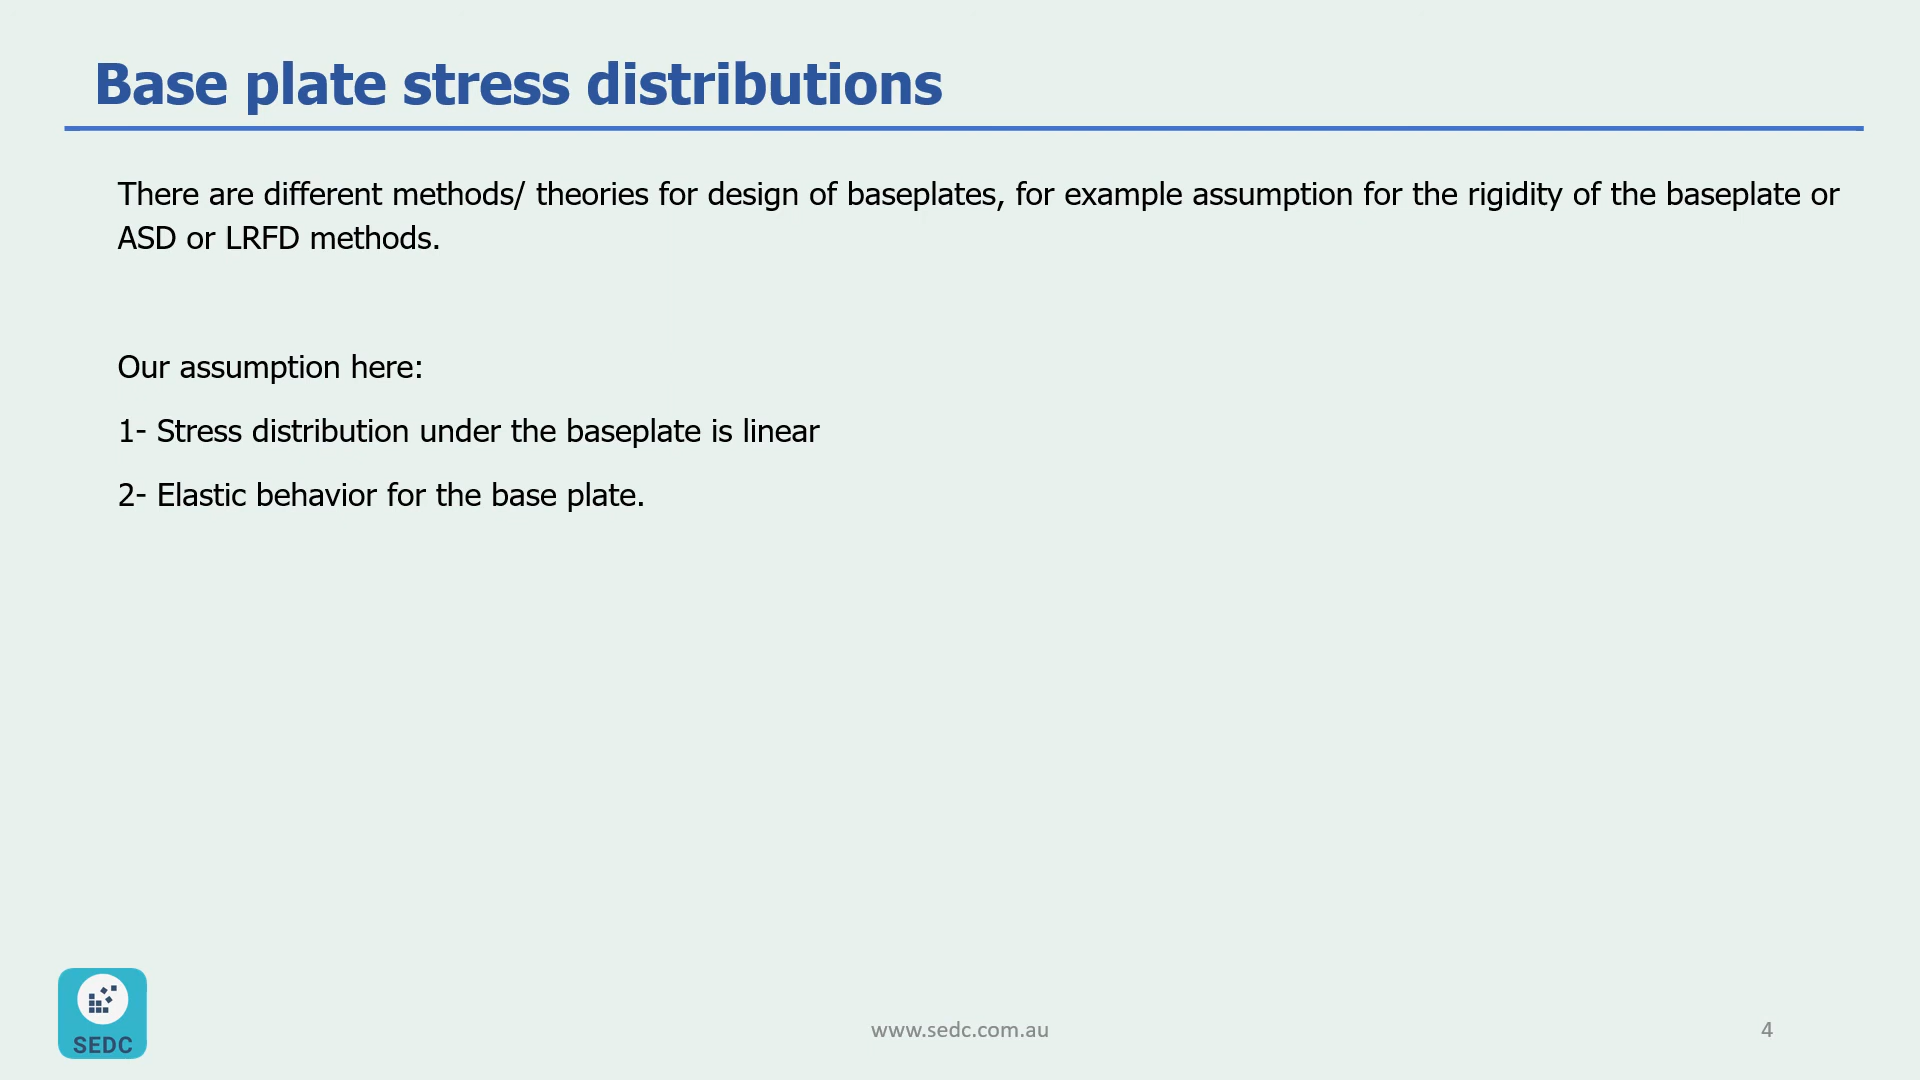 Base plate stress distributions
There are different methods/ theories for design of baseplates, for example assumption for the rigidity of the baseplate or
ASD or LRFD methods.
Our assumption here:
1- Stress distribution under the baseplate is linear
2- Elastic behavior for the base plate.
SEDC
www.sedc.com.au
4